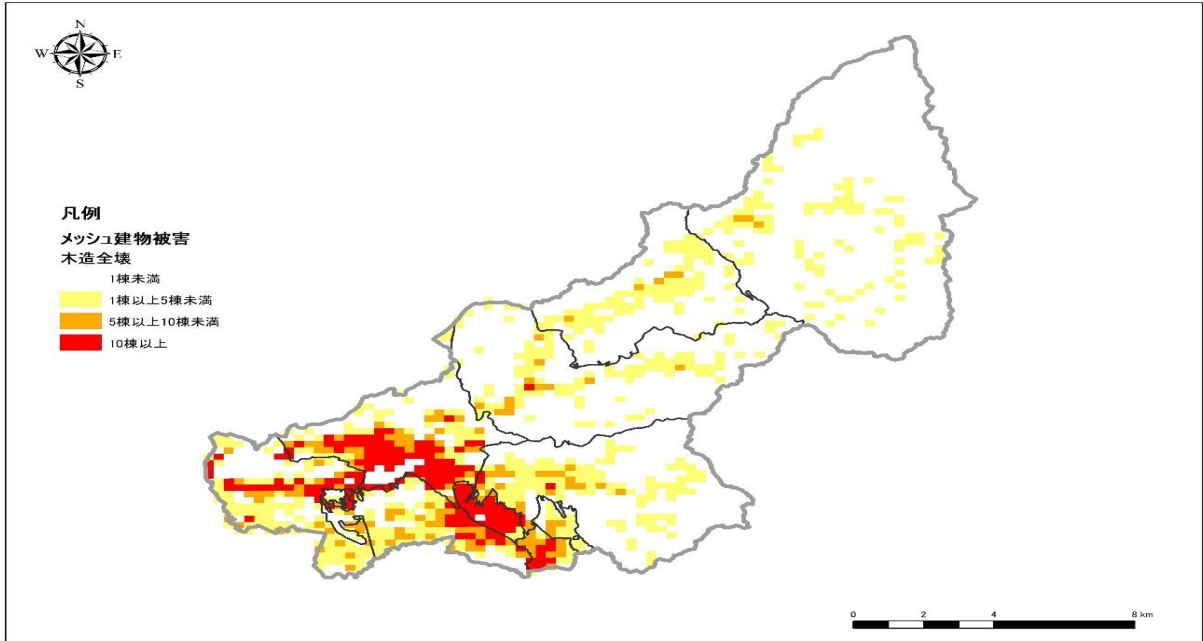 N
W E
S
凡例
メッシュ建物被害
木造全壊
1棟未満
1棟以上5棟未満
5棟以上10棟未満
10棟以上
0 2 4 8 km